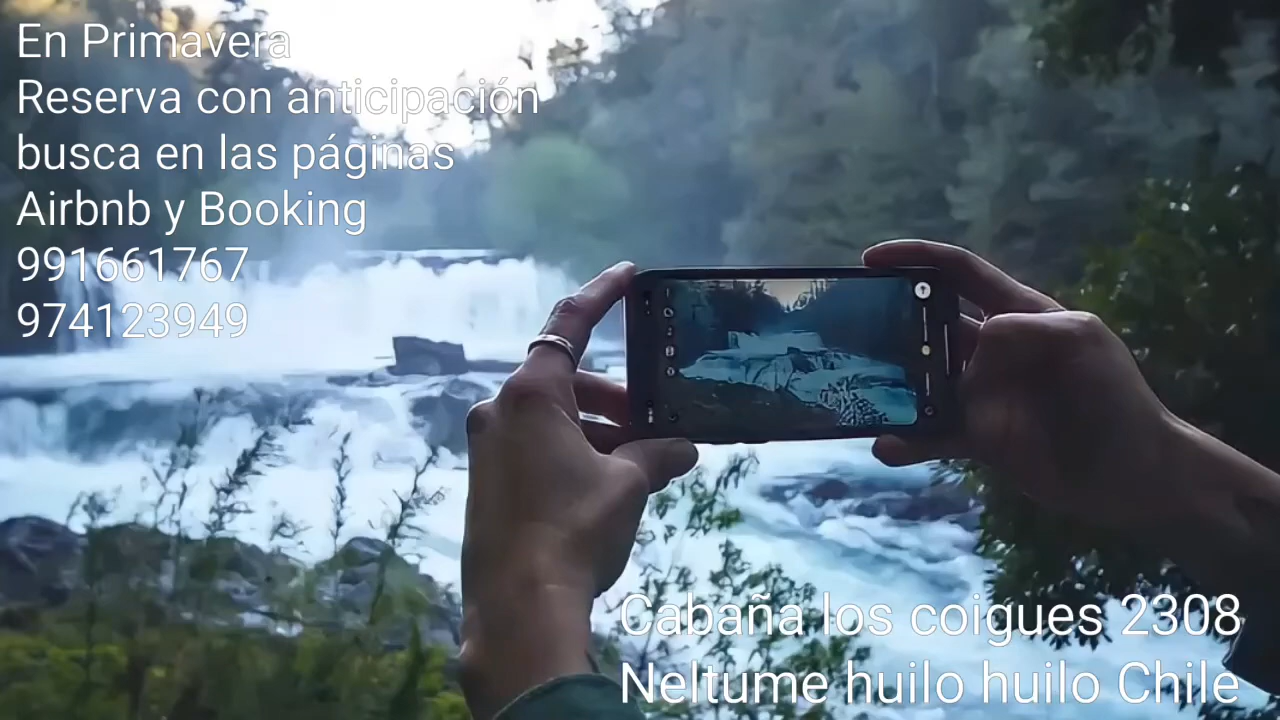 En Primavera
Reserva con anticipación
busca en las páginas
Airbnb y Booking
991661767
974123949
Cabaña los coigues 2308
Neltume huilo huilo Chile